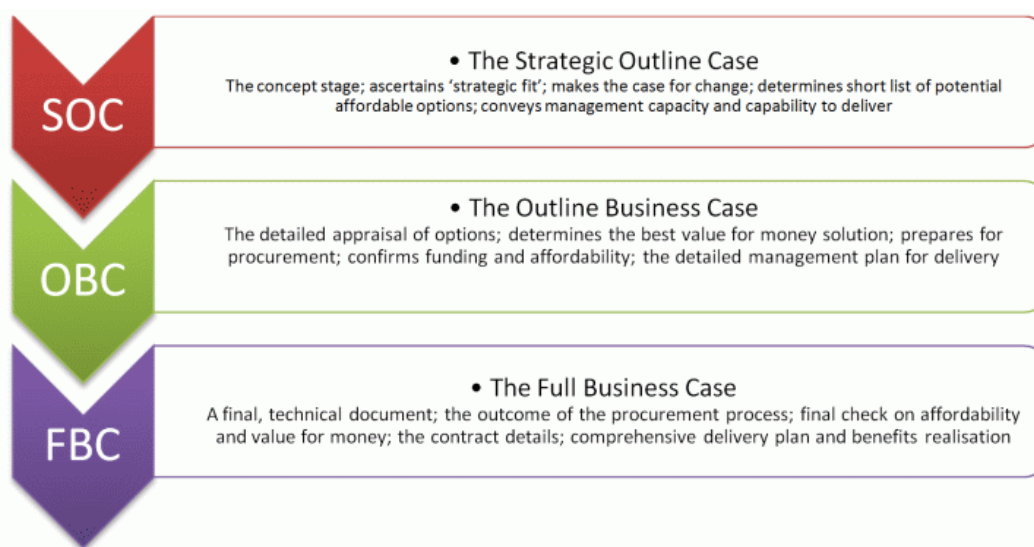 SOC
• The Strategic Outline Case
The concept stage; ascertains ‘strategic fit’; makes the case for change; determines short list of potential
affordable options; conveys management capacity and capability to deliver
OBC
• The Outline Business Case
The detailed appraisal of options; determines the best value for money solution; prepares for
procurement; confirms funding and affordability; the detailed management plan for delivery
FBC
• The Full Business Case
A final, technical document; the outcome of the procurement process; final check on affordability
and value for money; the contract details; comprehensive delivery plan and benefits realisation